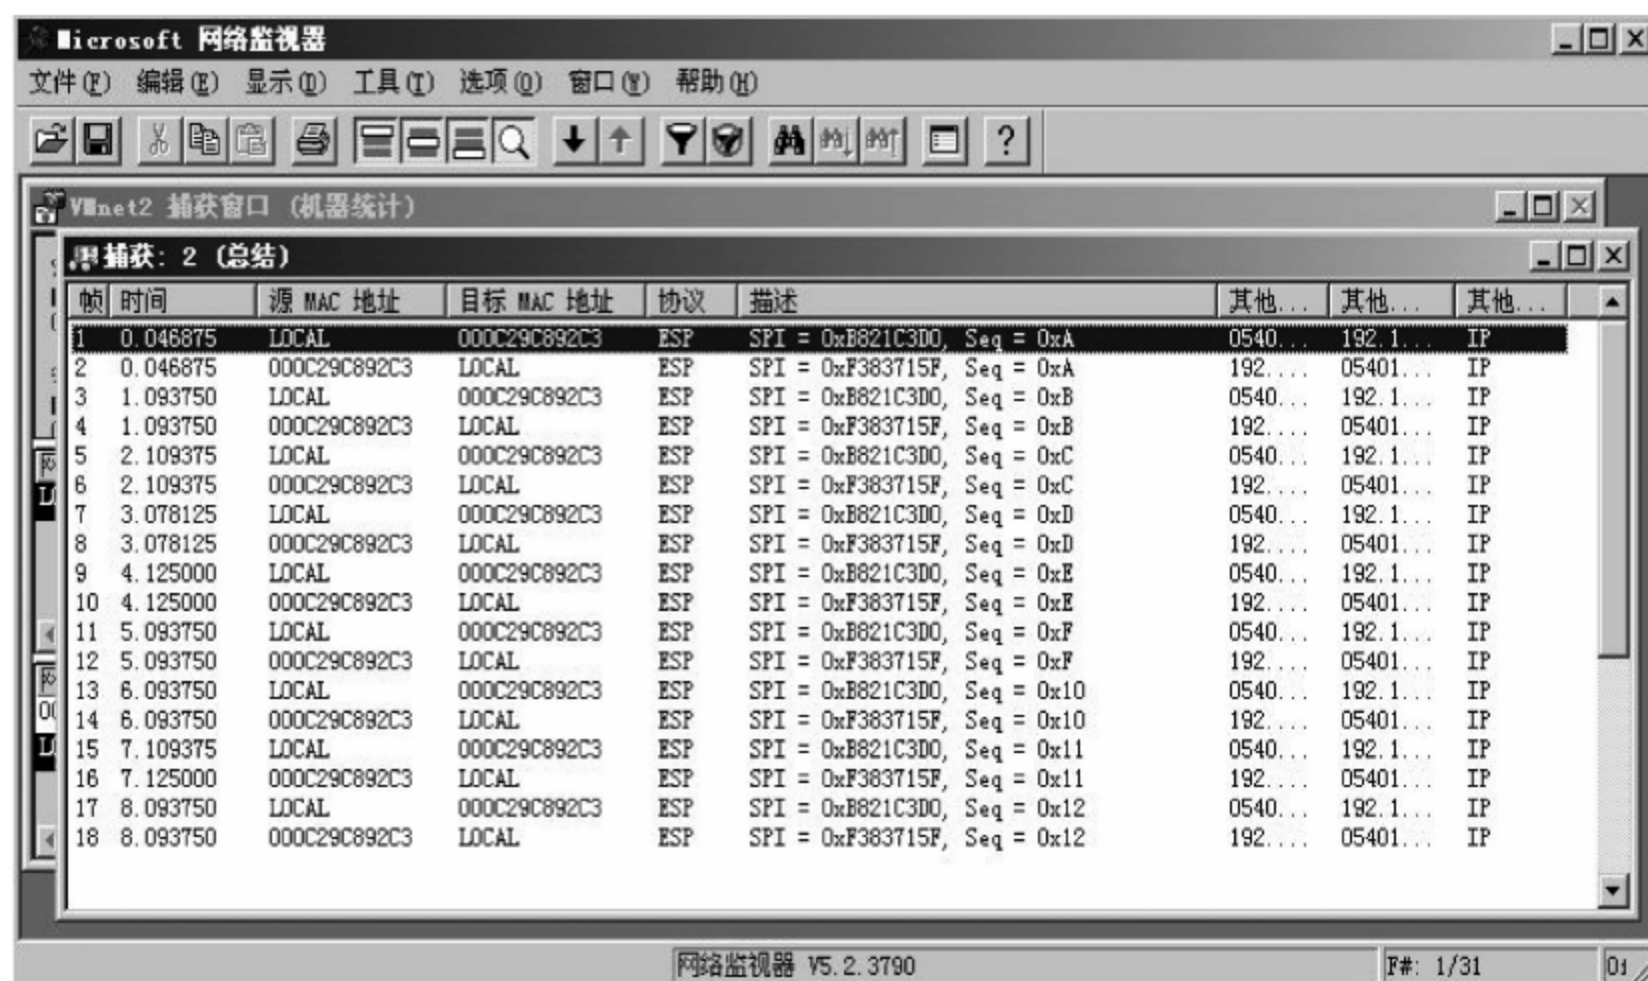 Microsoft 网络监视器
文件(F) 编辑(E) 显示(D) 工具(T) 选项(O) 窗口(W) 帮助(H)
VMnet2 捕获窗口 (机器统计)
捕获: 2 (总结)
帧 时间 源 MAC 地址 目标 MAC 地址 协议 描述 其他... 其他... 其他...
1 0.046875 LOCAL 000C29C892C3 ESP SPI = 0xB821C3D0, Seq = 0xA 0540... 192.1... IP
2 0.046875 000C29C892C3 LOCAL ESP SPI = 0xF383715F, Seq = 0xA 192.... 05401... IP
3 1.093750 LOCAL 000C29C892C3 ESP SPI = 0xB821C3D0, Seq = 0xB 0540... 192.1... IP
4 1.093750 000C29C892C3 LOCAL ESP SPI = 0xF383715F, Seq = 0xB 192.... 05401... IP
5 2.109375 LOCAL 000C29C892C3 ESP SPI = 0xB821C3D0, Seq = 0xC 0540... 192.1... IP
6 2.109375 000C29C892C3 LOCAL ESP SPI = 0xF383715F, Seq = 0xC 192.... 05401... IP
7 3.078125 LOCAL 000C29C892C3 ESP SPI = 0xB821C3D0, Seq = 0xD 0540... 192.1... IP
8 3.078125 000C29C892C3 LOCAL ESP SPI = 0xF383715F, Seq = 0xD 192.... 05401... IP
9 4.125000 LOCAL 000C29C892C3 ESP SPI = 0xB821C3D0, Seq = 0xE 0540... 192.1... IP
10 4.125000 000C29C892C3 LOCAL ESP SPI = 0xF383715F, Seq = 0xE 192.... 05401... IP
11 5.093750 LOCAL 000C29C892C3 ESP SPI = 0xB821C3D0, Seq = 0xF 0540... 192.1... IP
12 5.093750 000C29C892C3 LOCAL ESP SPI = 0xF383715F, Seq = 0xF 192.... 05401... IP
13 6.093750 LOCAL 000C29C892C3 ESP SPI = 0xB821C3D0, Seq = 0x10 0540... 192.1... IP
14 6.093750 000C29C892C3 LOCAL ESP SPI = 0xF383715F, Seq = 0x10 192.... 05401... IP
15 7.109375 LOCAL 000C29C892C3 ESP SPI = 0xB821C3D0, Seq = 0x11 0540... 192.1... IP
16 7.125000 000C29C892C3 LOCAL ESP SPI = 0xF383715F, Seq = 0x11 192.... 05401... IP
17 8.093750 LOCAL 000C29C892C3 ESP SPI = 0xB821C3D0, Seq = 0x12 0540... 192.1... IP
18 8.093750 000C29C892C3 LOCAL ESP SPI = 0xF383715F, Seq = 0x12 192.... 05401... IP
网络监视器 V5.2.3790 F#: 1/31